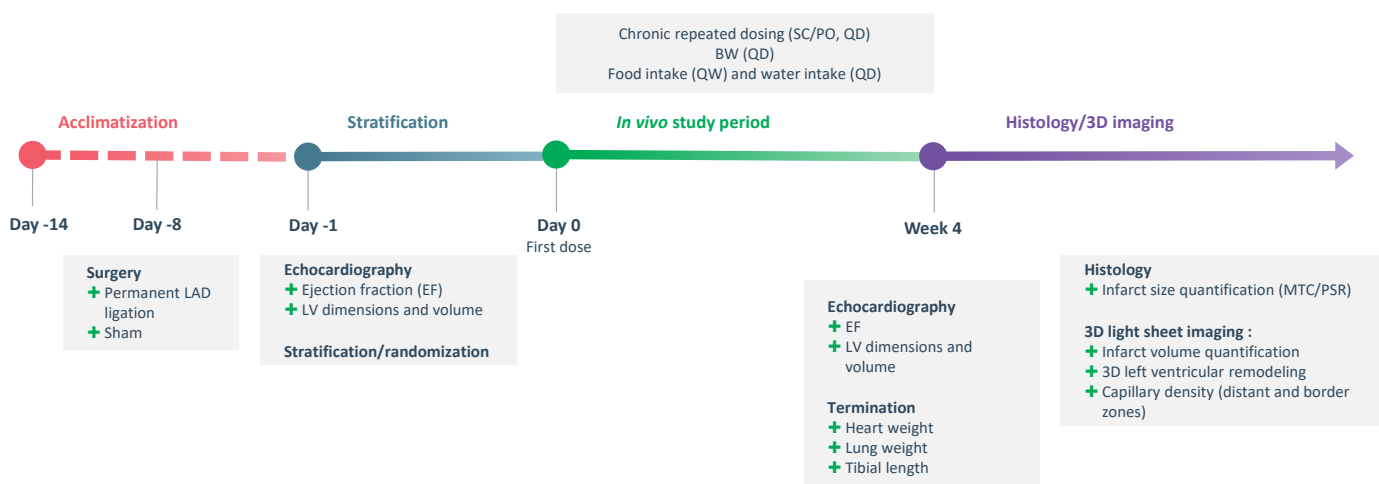 Chronic repeated dosing (SC/PO, QD)
BW (QD)
Food intake (QW) and water intake (QD)
Acclimatization
Stratification
In vivo study period
Histology/3D imaging
Day -14
Day -8
Day -1
Day 0
First dose
Week 4
Surgery
+ Permanent LAD
ligation
+ Sham
Echocardiography
+ Ejection fraction (EF)
+ LV dimensions and volume
Stratification/randomization
Echocardiography
+ EF
+ LV dimensions and
volume
Termination
+ Heart weight
+ Lung weight
+ Tibial length
Histology
+ Infarct size quantification (MTC/PSR)
3D light sheet imaging :
+ Infarct volume quantification
+ 3D left ventricular remodeling
+ Capillary density (distant and border
zones)